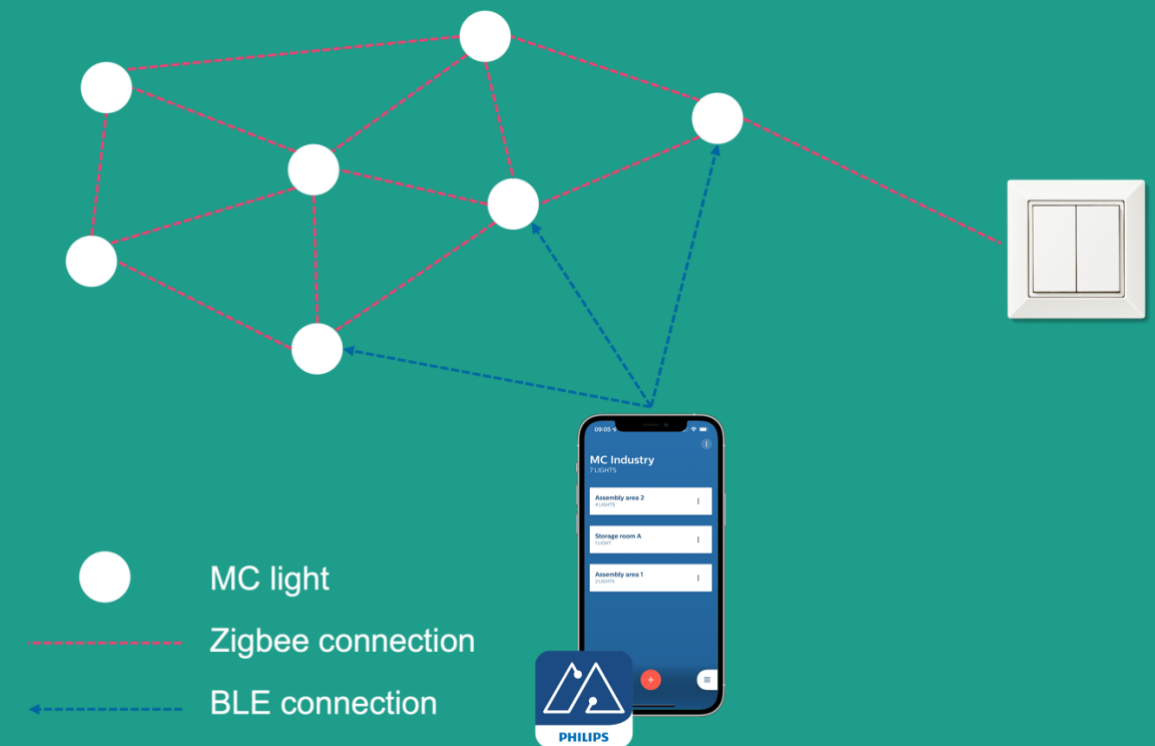 09:05
MC Industry
7 LIGHTS
Assembly area 2
4 LIGHTS
Storage room A
1 LIGHT
Assembly area 1
2 LIGHTS
MC light
Zigbee connection
BLE connection
PHILIPS